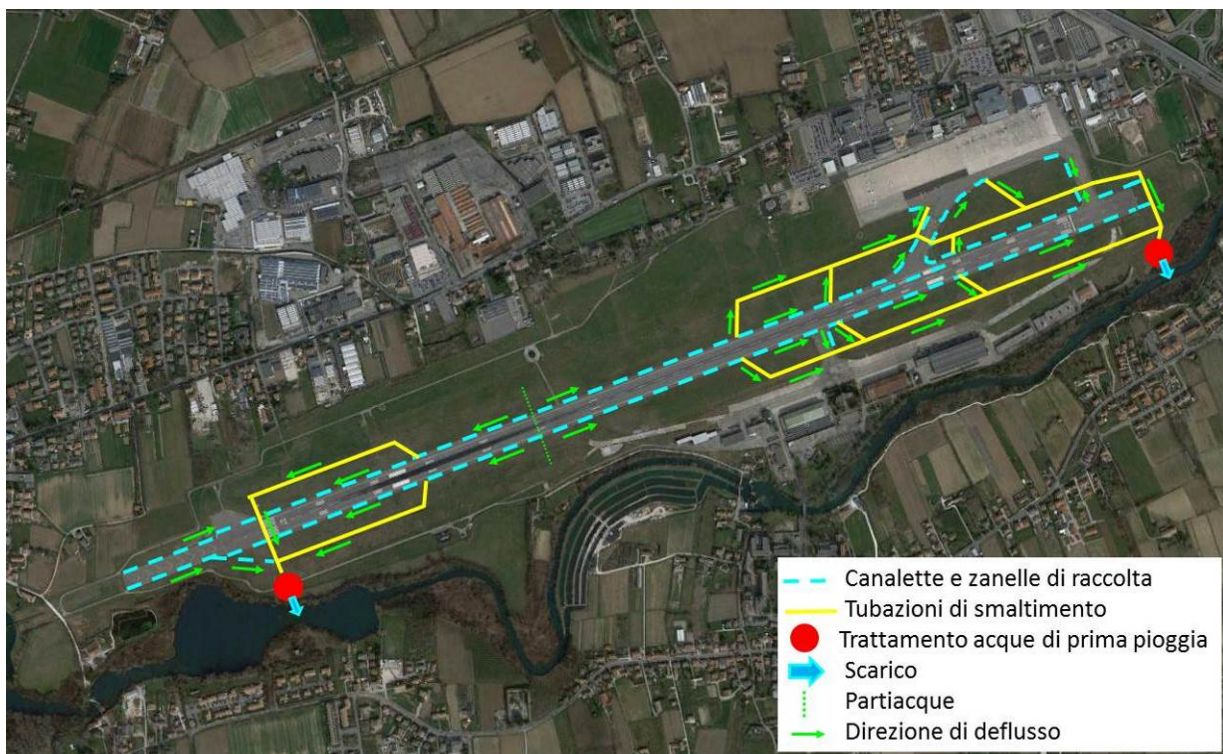 Canalette e zanelle di raccolta
Tubazioni di smaltimento
Trattamento acque di prima pioggia
Scarico
Partiacque
Direzione di deflusso